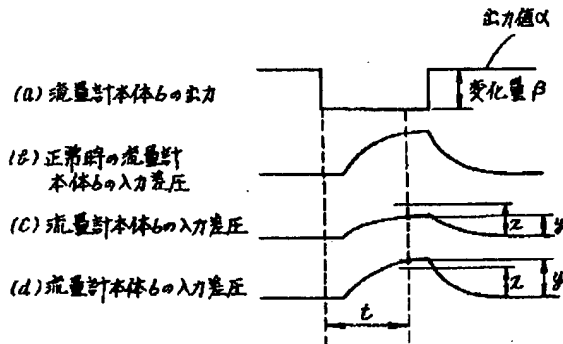 出力値α
(a) 流量計本体6の出力
変化量β
(b) 正常時の流量計
本体6の入力差圧
(c) 流量計本体6の入力差圧
z
y
(d) 流量計本体6の入力差圧
z
y
t